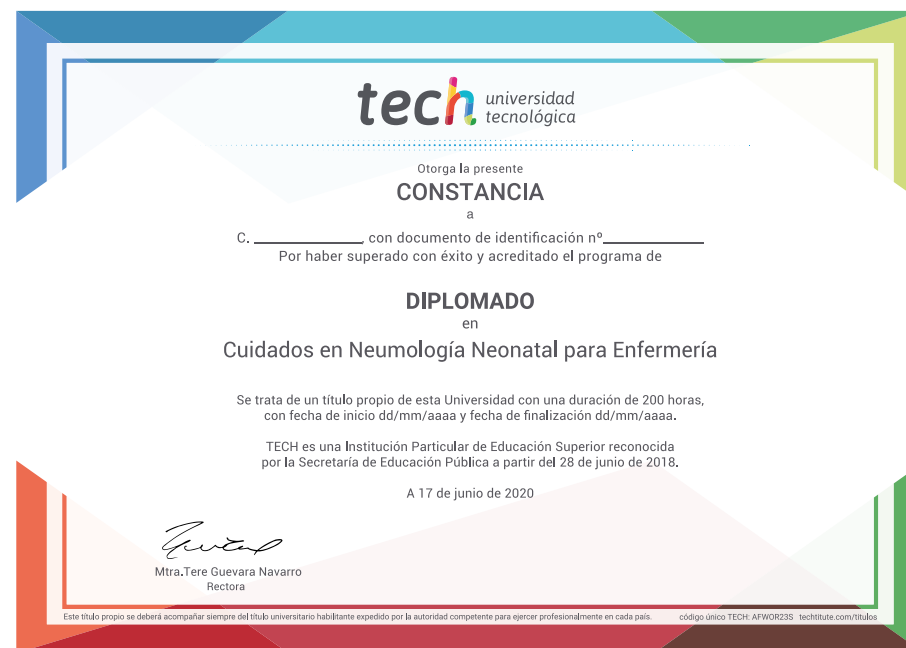 tech universidad
tecnológica
Otorga la presente
CONSTANCIA
a
C. ______________, con documento de identificación nº______________
Por haber superado con éxito y acreditado el programa de
DIPLOMADO
en
Cuidados en Neumología Neonatal para Enfermería
Se trata de un título propio de esta Universidad con una duración de 200 horas,
con fecha de inicio dd/mm/aaaa y fecha de finalización dd/mm/aaaa.
TECH es una Institución Particular de Educación Superior reconocida
por la Secretaría de Educación Pública a partir del 28 de junio de 2018.
A 17 de junio de 2020
Mtra.Tere Guevara Navarro
Rectora
Este título propio se deberá acompañar siempre del título universitario habilitante expedido por la autoridad competente para ejercer profesionalmente en cada país. código único TECH: AFWOR23S techtitute.com/titulos